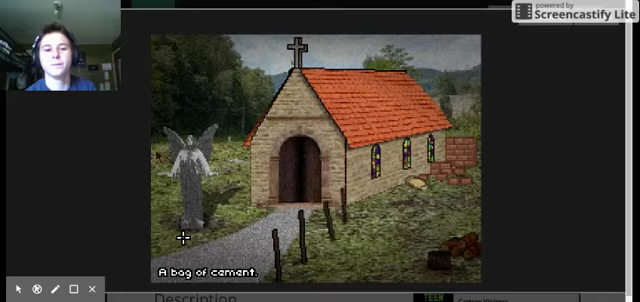 powered by
Screencastify Lite
A bag of cement.
Description